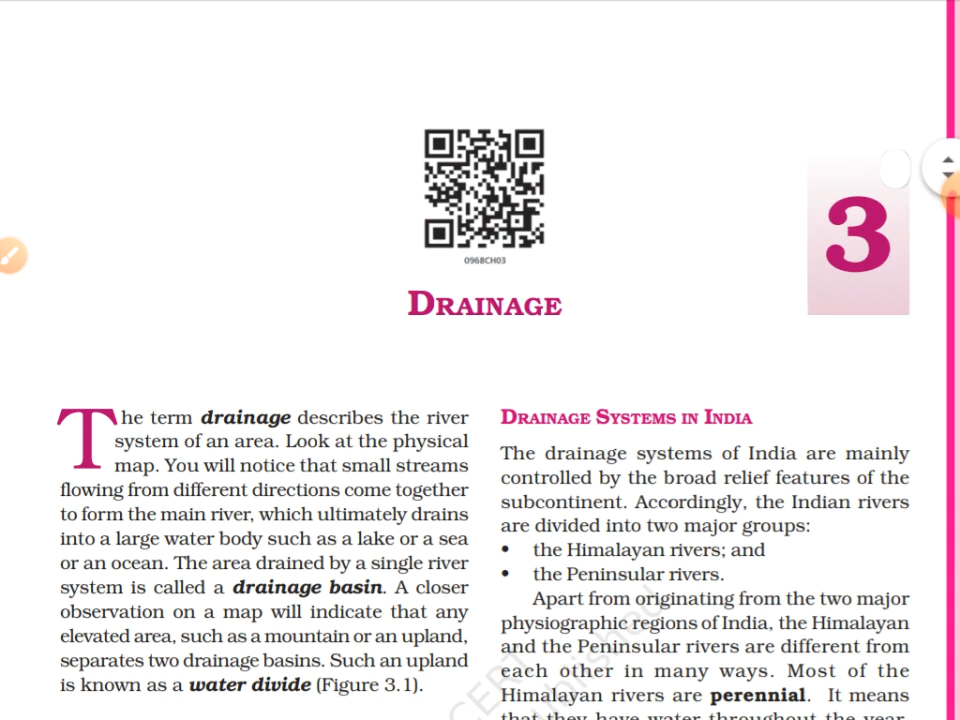 0968CH03
3
DRAINAGE
The term drainage describes the river
system of an area. Look at the physical
map. You will notice that small streams
flowing from different directions come together
to form the main river, which ultimately drains
into a large water body such as a lake or a sea
or an ocean. The area drained by a single river
system is called a drainage basin. A closer
observation on a map will indicate that any
elevated area, such as a mountain or an upland,
separates two drainage basins. Such an upland
is known as a water divide (Figure 3.1).
DRAINAGE SYSTEMS IN INDIA
The drainage systems of India are mainly
controlled by the broad relief features of the
subcontinent. Accordingly, the Indian rivers
are divided into two major groups:
• the Himalayan rivers; and
• the Peninsular rivers.
Apart from originating from the two major
physiographic regions of India, the Himalayan
and the Peninsular rivers are different from
each other in many ways. Most of the
Himalayan rivers are perennial. It means
that they have water throughout the year.